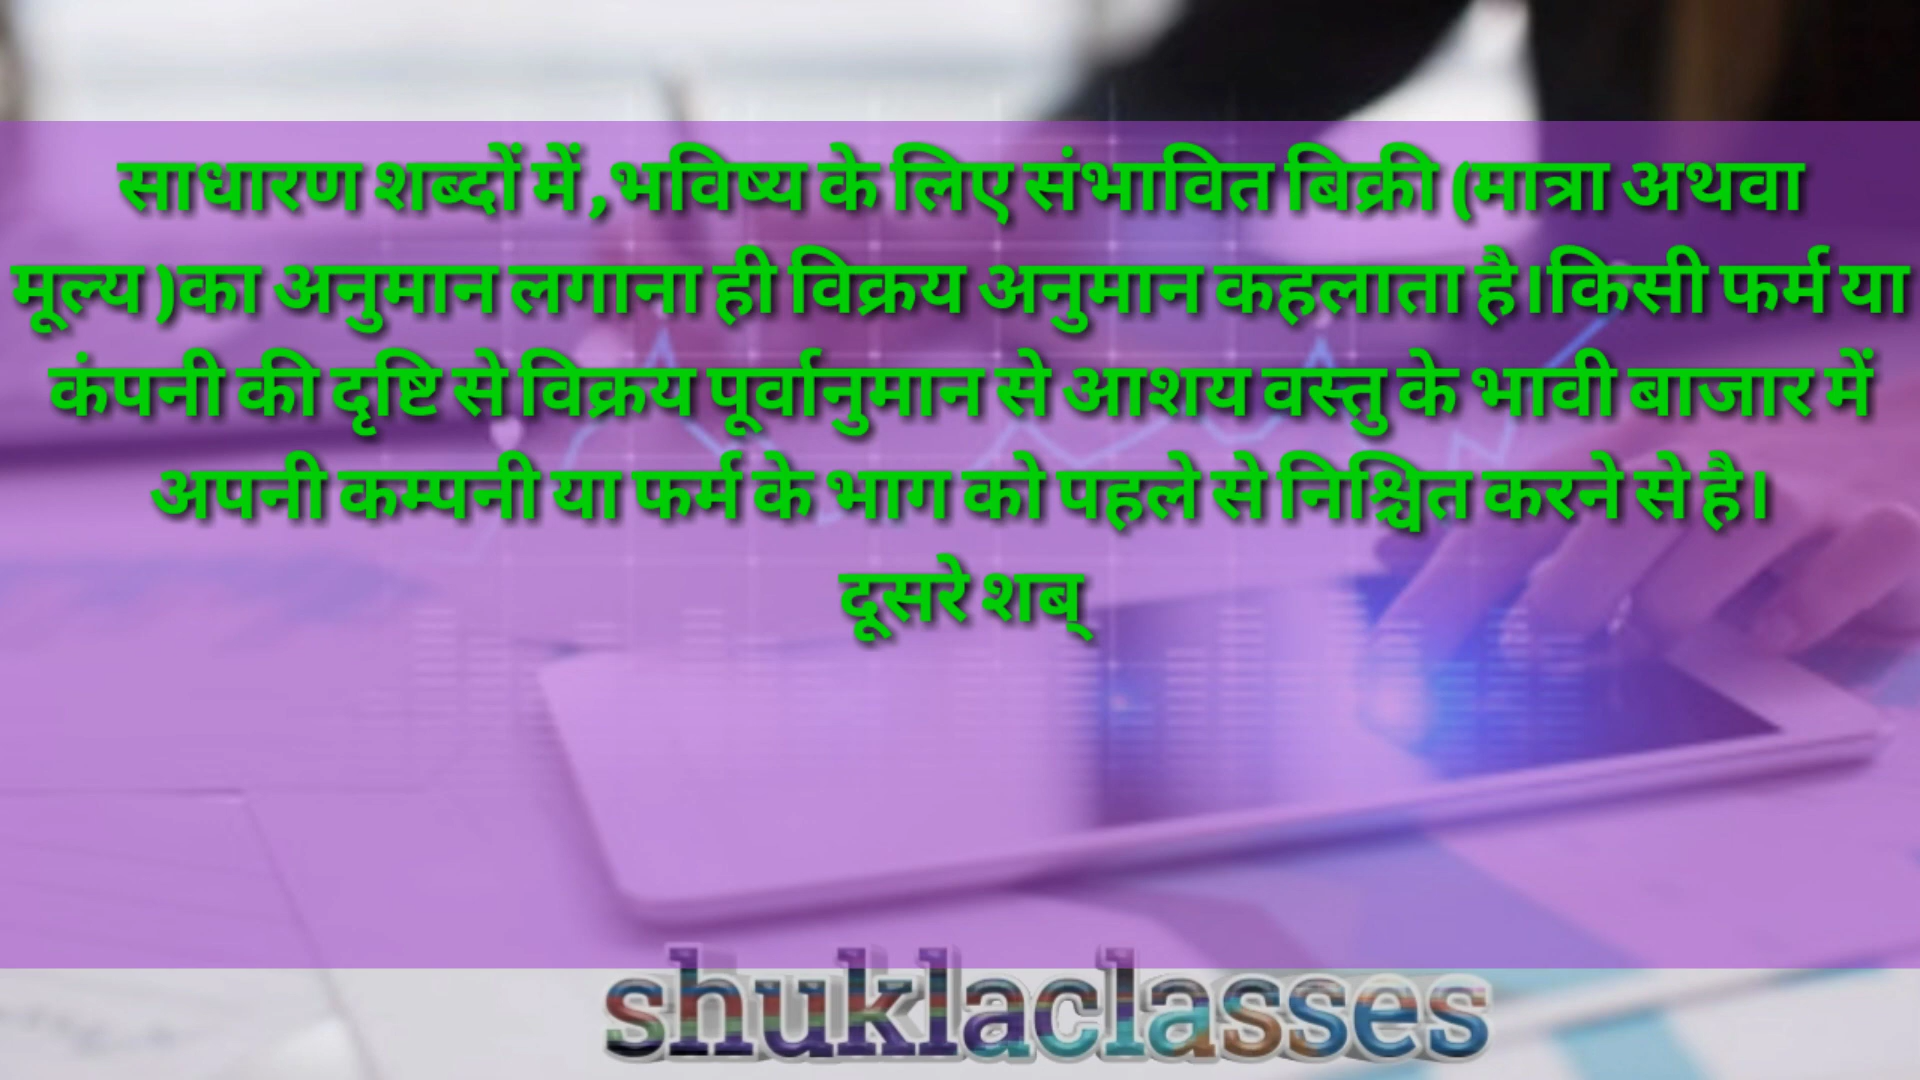 साधारण शब्दों में ,भविष्य के लिए संभावित बिक्री (मात्रा अथवा
मूल्य )का अनुमान लगाना ही विक्रय अनुमान कहलाता है।किसी फर्म या
कंपनी की दृष्टि से विक्रय पूर्वानुमान से आशय वस्तु के भावी बाजार में
अपनी कम्पनी या फर्म के भाग को पहले से निश्चित करने से है।
दूसरे शब्
shuklaclasses